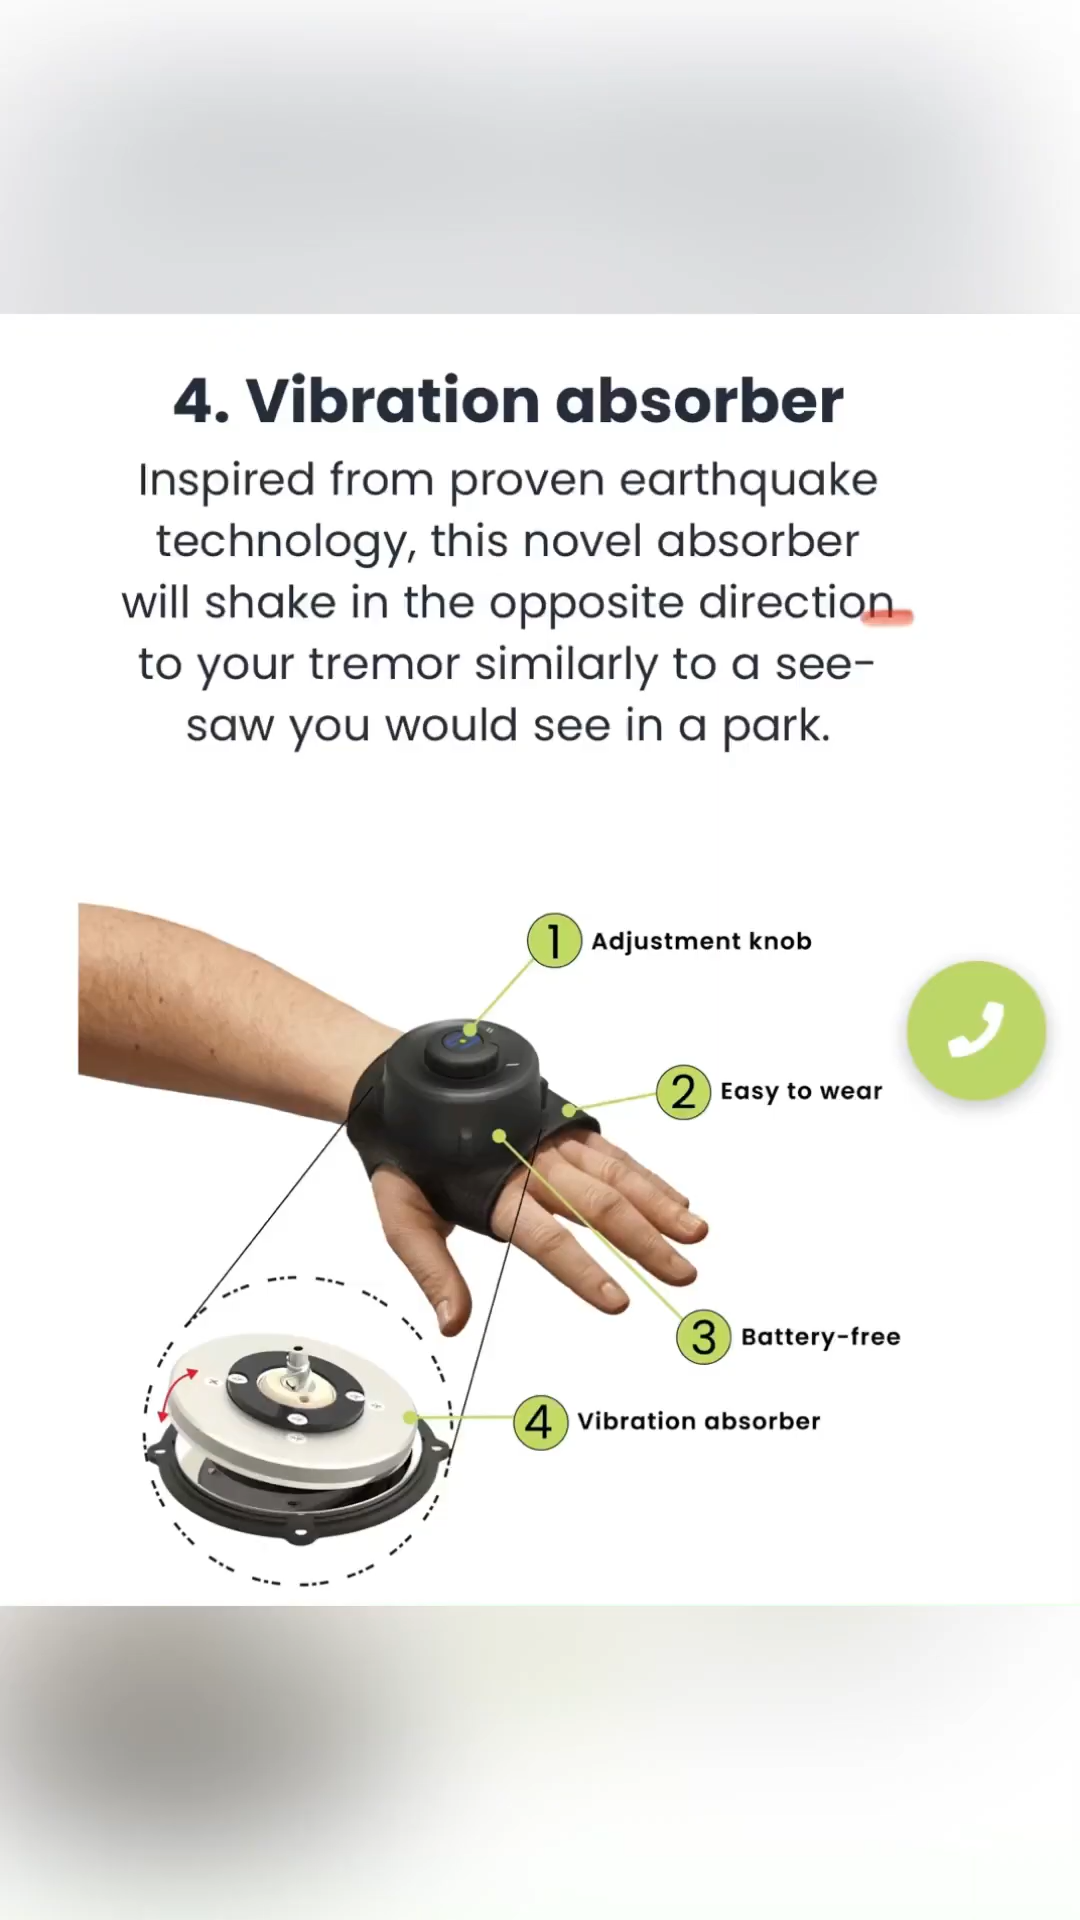 4. Vibration absorber
Inspired from proven earthquake
technology, this novel absorber
will shake in the opposite direction
to your tremor similarly to a see-
saw you would see in a park.
1 Adjustment knob
2 Easy to wear
3 Battery-free
4 Vibration absorber